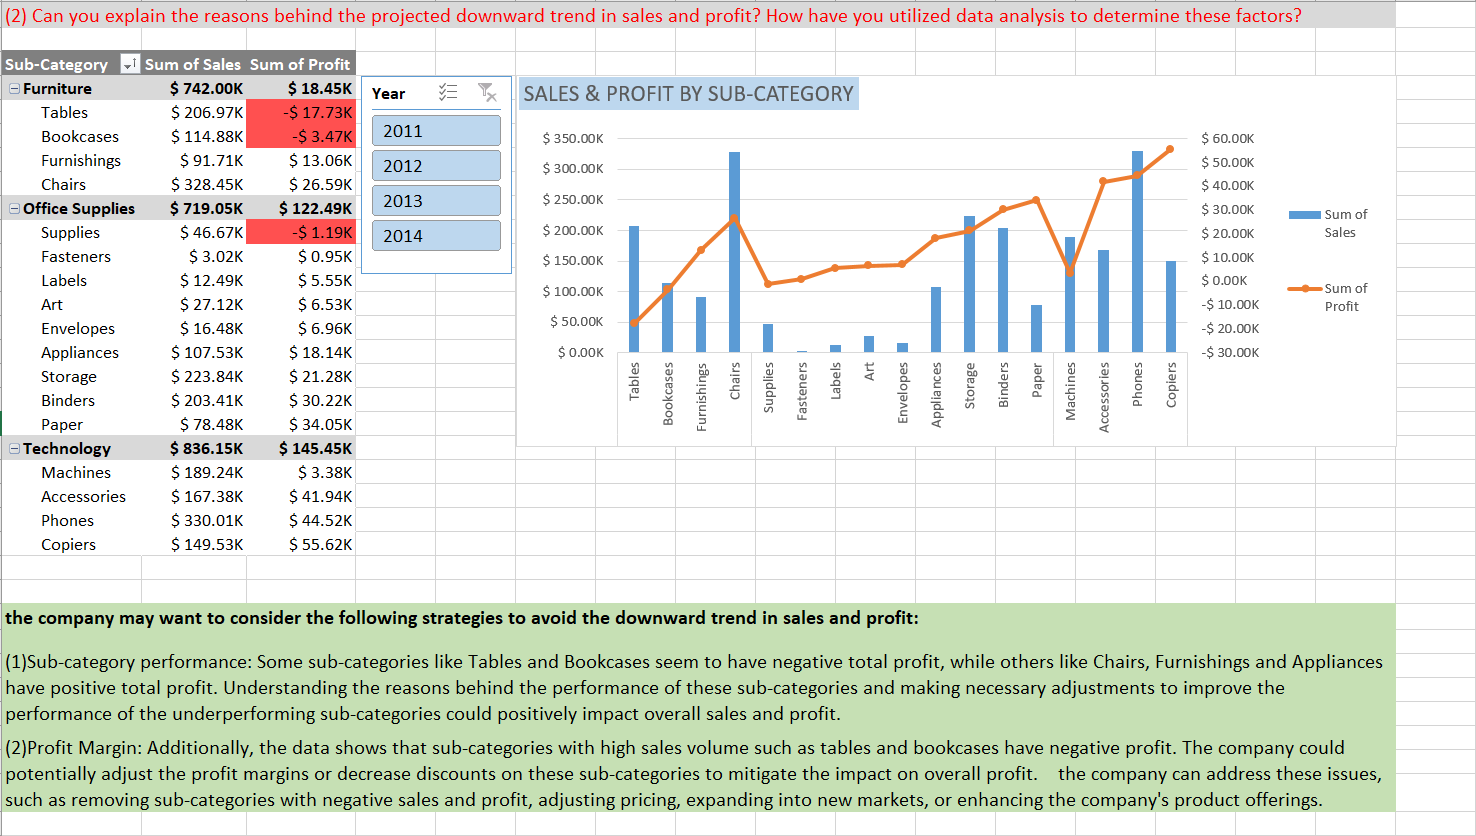 (2) Can you explain the reasons behind the projected downward trend in sales and profit? How have you utilized data analysis to determine these factors?
Sub-Category Sum of Sales Sum of Profit
Furniture $ 742.00K $ 18.45K
Tables $ 206.97K -$ 17.73K
Bookcases $ 114.88K -$ 3.47K
Furnishings $ 91.71K $ 13.06K
Chairs $ 328.45K $ 26.59K
Office Supplies $ 719.05K $ 122.49K
Supplies $ 46.67K -$ 1.19K
Fasteners $ 3.02K $ 0.95K
Labels $ 12.49K $ 5.55K
Art $ 27.12K $ 6.53K
Envelopes $ 16.48K $ 6.96K
Appliances $ 107.53K $ 18.14K
Storage $ 223.84K $ 21.28K
Binders $ 203.41K $ 30.22K
Paper $ 78.48K $ 34.05K
Technology $ 836.15K $ 145.45K
Machines $ 189.24K $ 3.38K
Accessories $ 167.38K $ 41.94K
Phones $ 330.01K $ 44.52K
Copiers $ 149.53K $ 55.62K
Year
2011
2012
2013
2014
SALES & PROFIT BY SUB-CATEGORY
$ 350.00K
$ 300.00K
$ 250.00K
$ 200.00K
$ 150.00K
$ 100.00K
$ 50.00K
$ 0.00K
$ 60.00K
$ 50.00K
$ 40.00K
$ 30.00K
$ 20.00K
$ 10.00K
$ 0.00K
-$ 10.00K
-$ 20.00K
-$ 30.00K
Tables
Bookcases
Furnishings
Chairs
Supplies
Fasteners
Labels
Art
Envelopes
Appliances
Storage
Binders
Paper
Machines
Accessories
Phones
Copiers
Sum of
Sales
Sum of
Profit
the company may want to consider the following strategies to avoid the downward trend in sales and profit:
(1)Sub-category performance: Some sub-categories like Tables and Bookcases seem to have negative total profit, while others like Chairs, Furnishings and Appliances
have positive total profit. Understanding the reasons behind the performance of these sub-categories and making necessary adjustments to improve the
performance of the underperforming sub-categories could positively impact overall sales and profit.
(2)Profit Margin: Additionally, the data shows that sub-categories with high sales volume such as tables and bookcases have negative profit. The company could
potentially adjust the profit margins or decrease discounts on these sub-categories to mitigate the impact on overall profit. the company can address these issues,
such as removing sub-categories with negative sales and profit, adjusting pricing, expanding into new markets, or enhancing the company's product offerings.